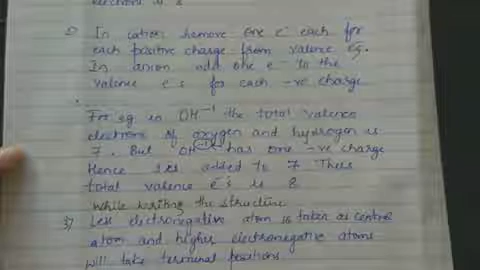 electron is 8
2) In cation remove one e⁻ each for
each positive charge from valence es.
In anion add one e⁻ to the
valence e⁻s for each -ve charge
For eg. in OH⁻¹ the total valence
electrons of oxygen and hydrogen is
7. But OH⁻¹ has one -ve charge
Hence 1 is added to 7 Thus
total valence e⁻s is 8
while writing the structure
3) Less electronegative atom is taken as central
atom and higher electronegative atoms
will take terminal positions.